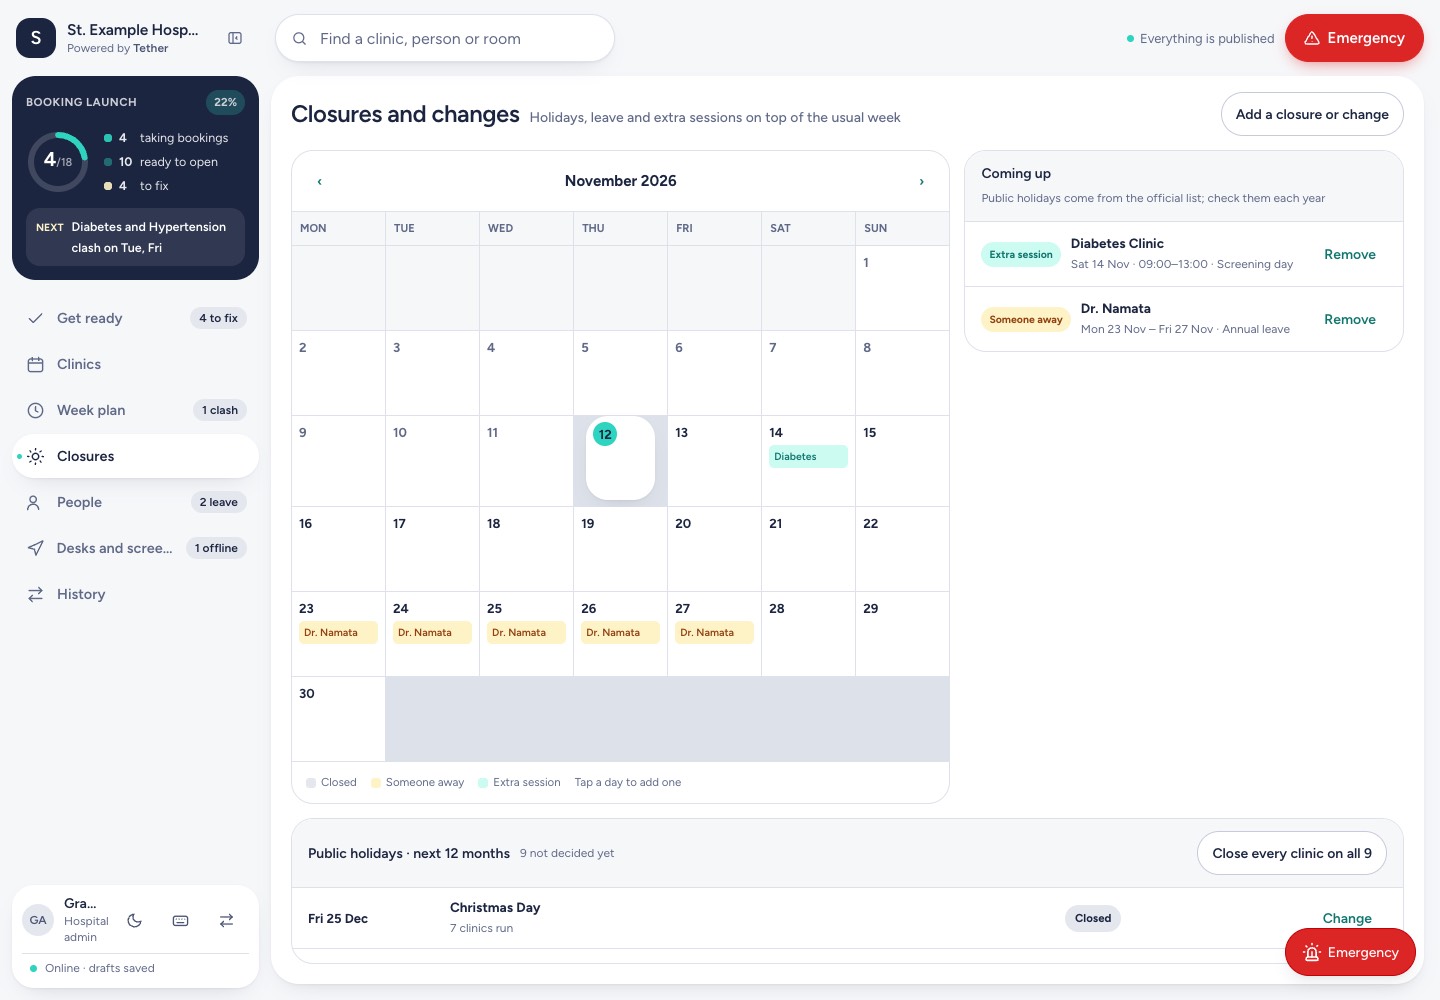 S
St. Example Hosp...
Powered by Tether
Find a clinic, person or room
Everything is published
Emergency
BOOKING LAUNCH
22%
4/18
4 taking bookings
10 ready to open
4 to fix
NEXT Diabetes and Hypertension
clash on Tue, Fri
Get ready
4 to fix
Clinics
Week plan
1 clash
Closures
People
2 leave
Desks and scree...
1 offline
History
GA
Gra...
Hospital
admin
Online · drafts saved
Closures and changes
Holidays, leave and extra sessions on top of the usual week
Add a closure or change
‹ November 2026 ›
MON TUE WED THU FRI SAT SUN
1
2 3 4 5 6 7 8
9 10 11 12 13 14 15
Diabetes
16 17 18 19 20 21 22
23 24 25 26 27 28 29
Dr. Namata Dr. Namata Dr. Namata Dr. Namata Dr. Namata
30
Closed Someone away Extra session Tap a day to add one
Coming up
Public holidays come from the official list; check them each year
Extra session
Diabetes Clinic
Sat 14 Nov · 09:00–13:00 · Screening day
Remove
Someone away
Dr. Namata
Mon 23 Nov – Fri 27 Nov · Annual leave
Remove
Public holidays · next 12 months
9 not decided yet
Close every clinic on all 9
Fri 25 Dec
Christmas Day
7 clinics run
Closed
Change
Emergency